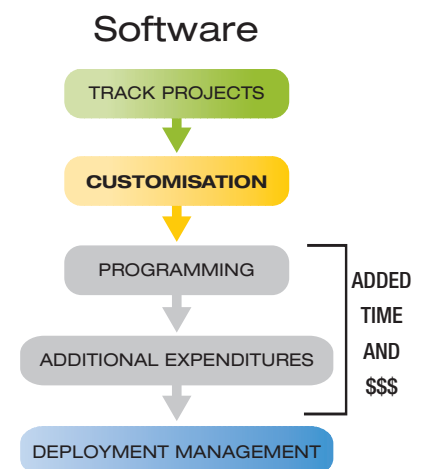 Software
TRACK PROJECTS
CUSTOMISATION
PROGRAMMING
ADDITIONAL EXPENDITURES
ADDED
TIME
AND
$$$
DEPLOYMENT MANAGEMENT